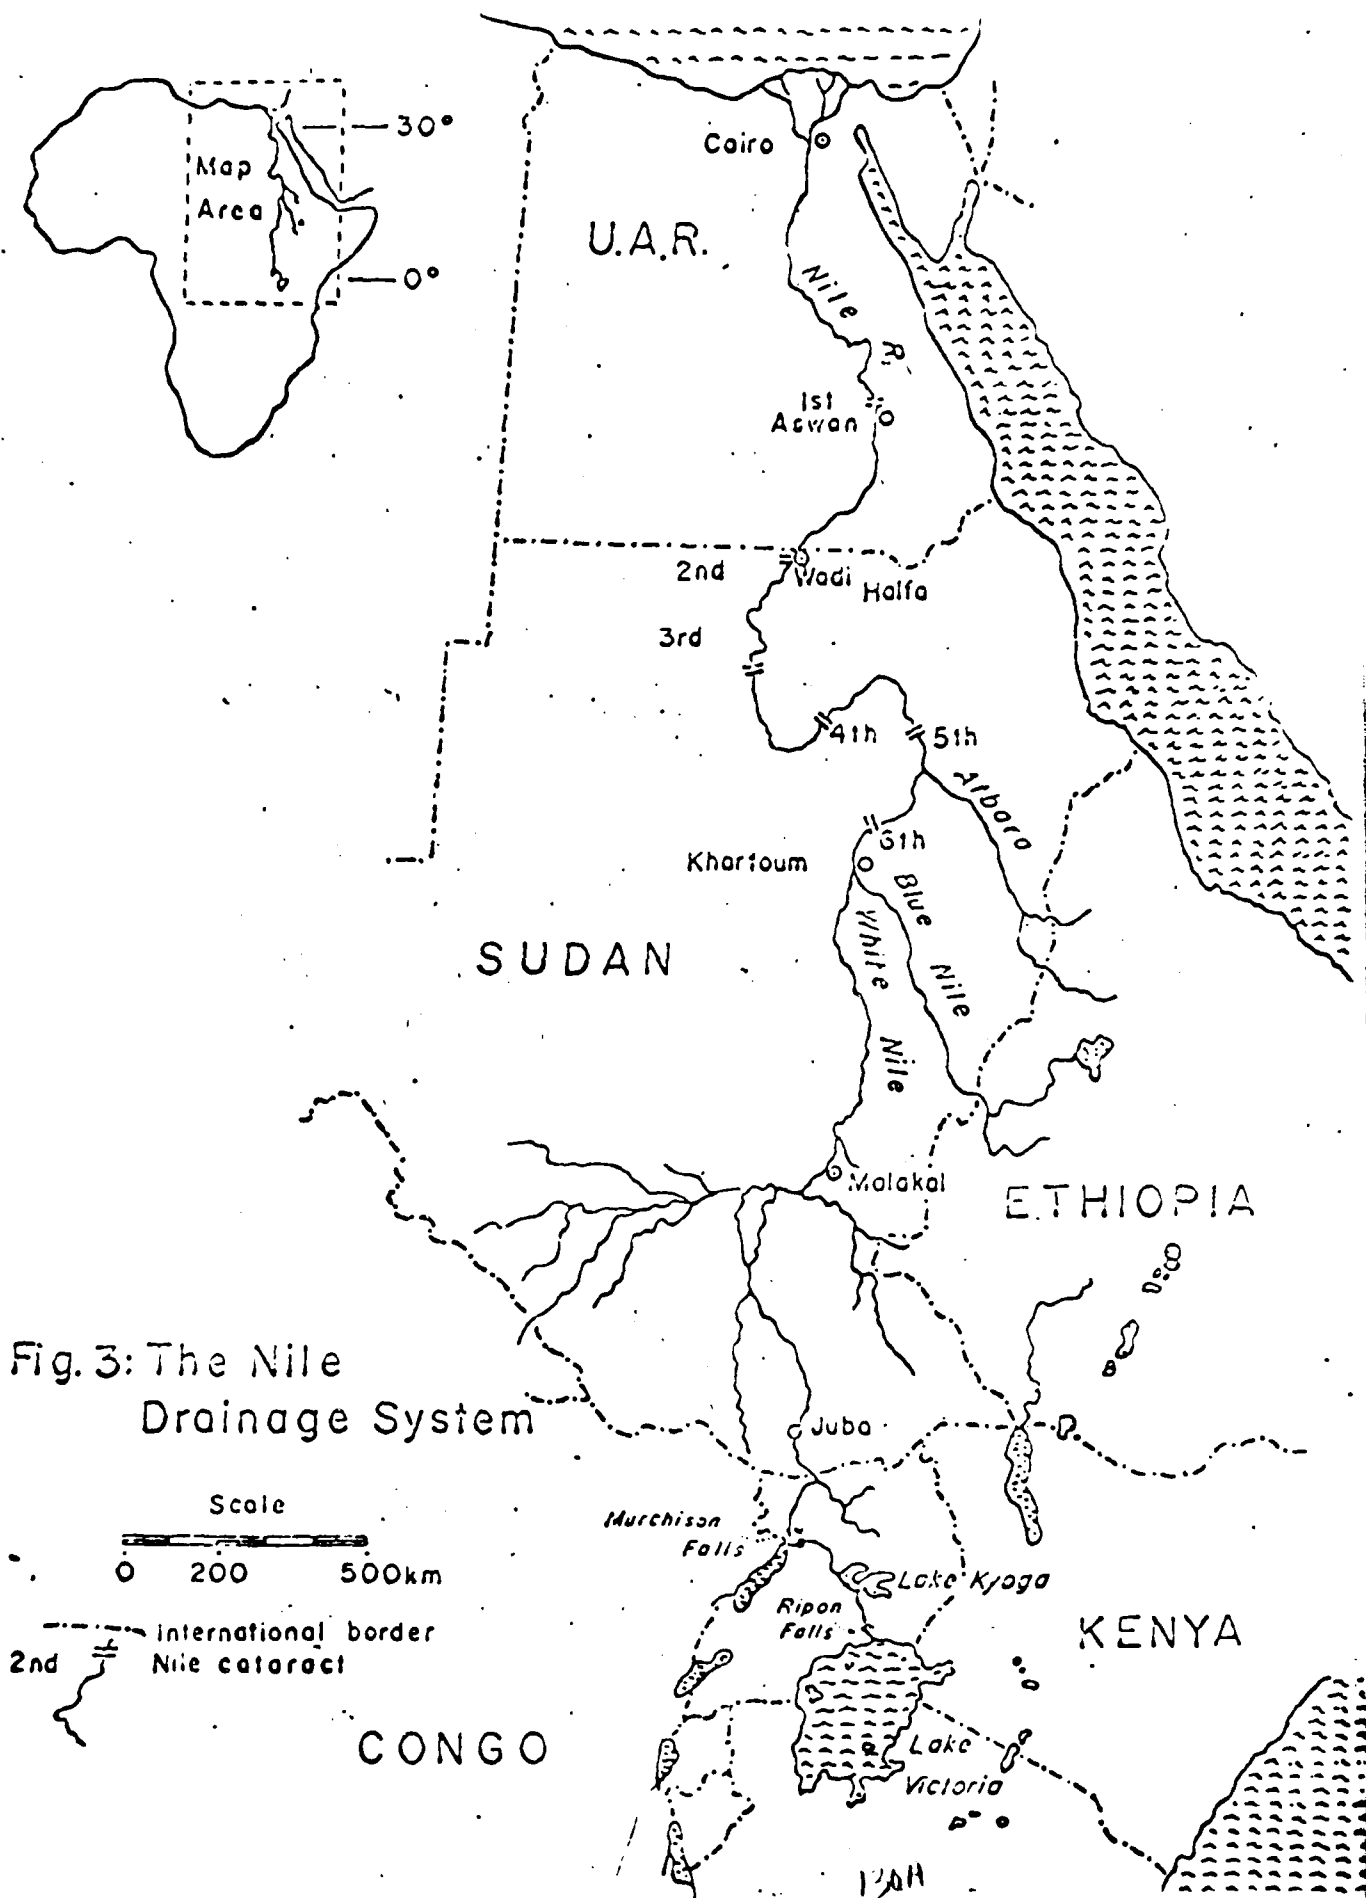 30°
Map
Area
0°
Cairo
U.A.R.
Nile R.
1st
Aswan
2nd
Wadi Halfa
3rd
4th
5th
Atbara
6th
Khartoum
Blue Nile
White Nile
SUDAN
Malakal
ETHIOPIA
Fig. 3: The Nile
Drainage System
Juba
Scale
0 200 500km
Murchison
Falls
Lake Kyoga
Ripon
Falls
International border
2nd Nile cataract
KENYA
CONGO
Lake
Victoria